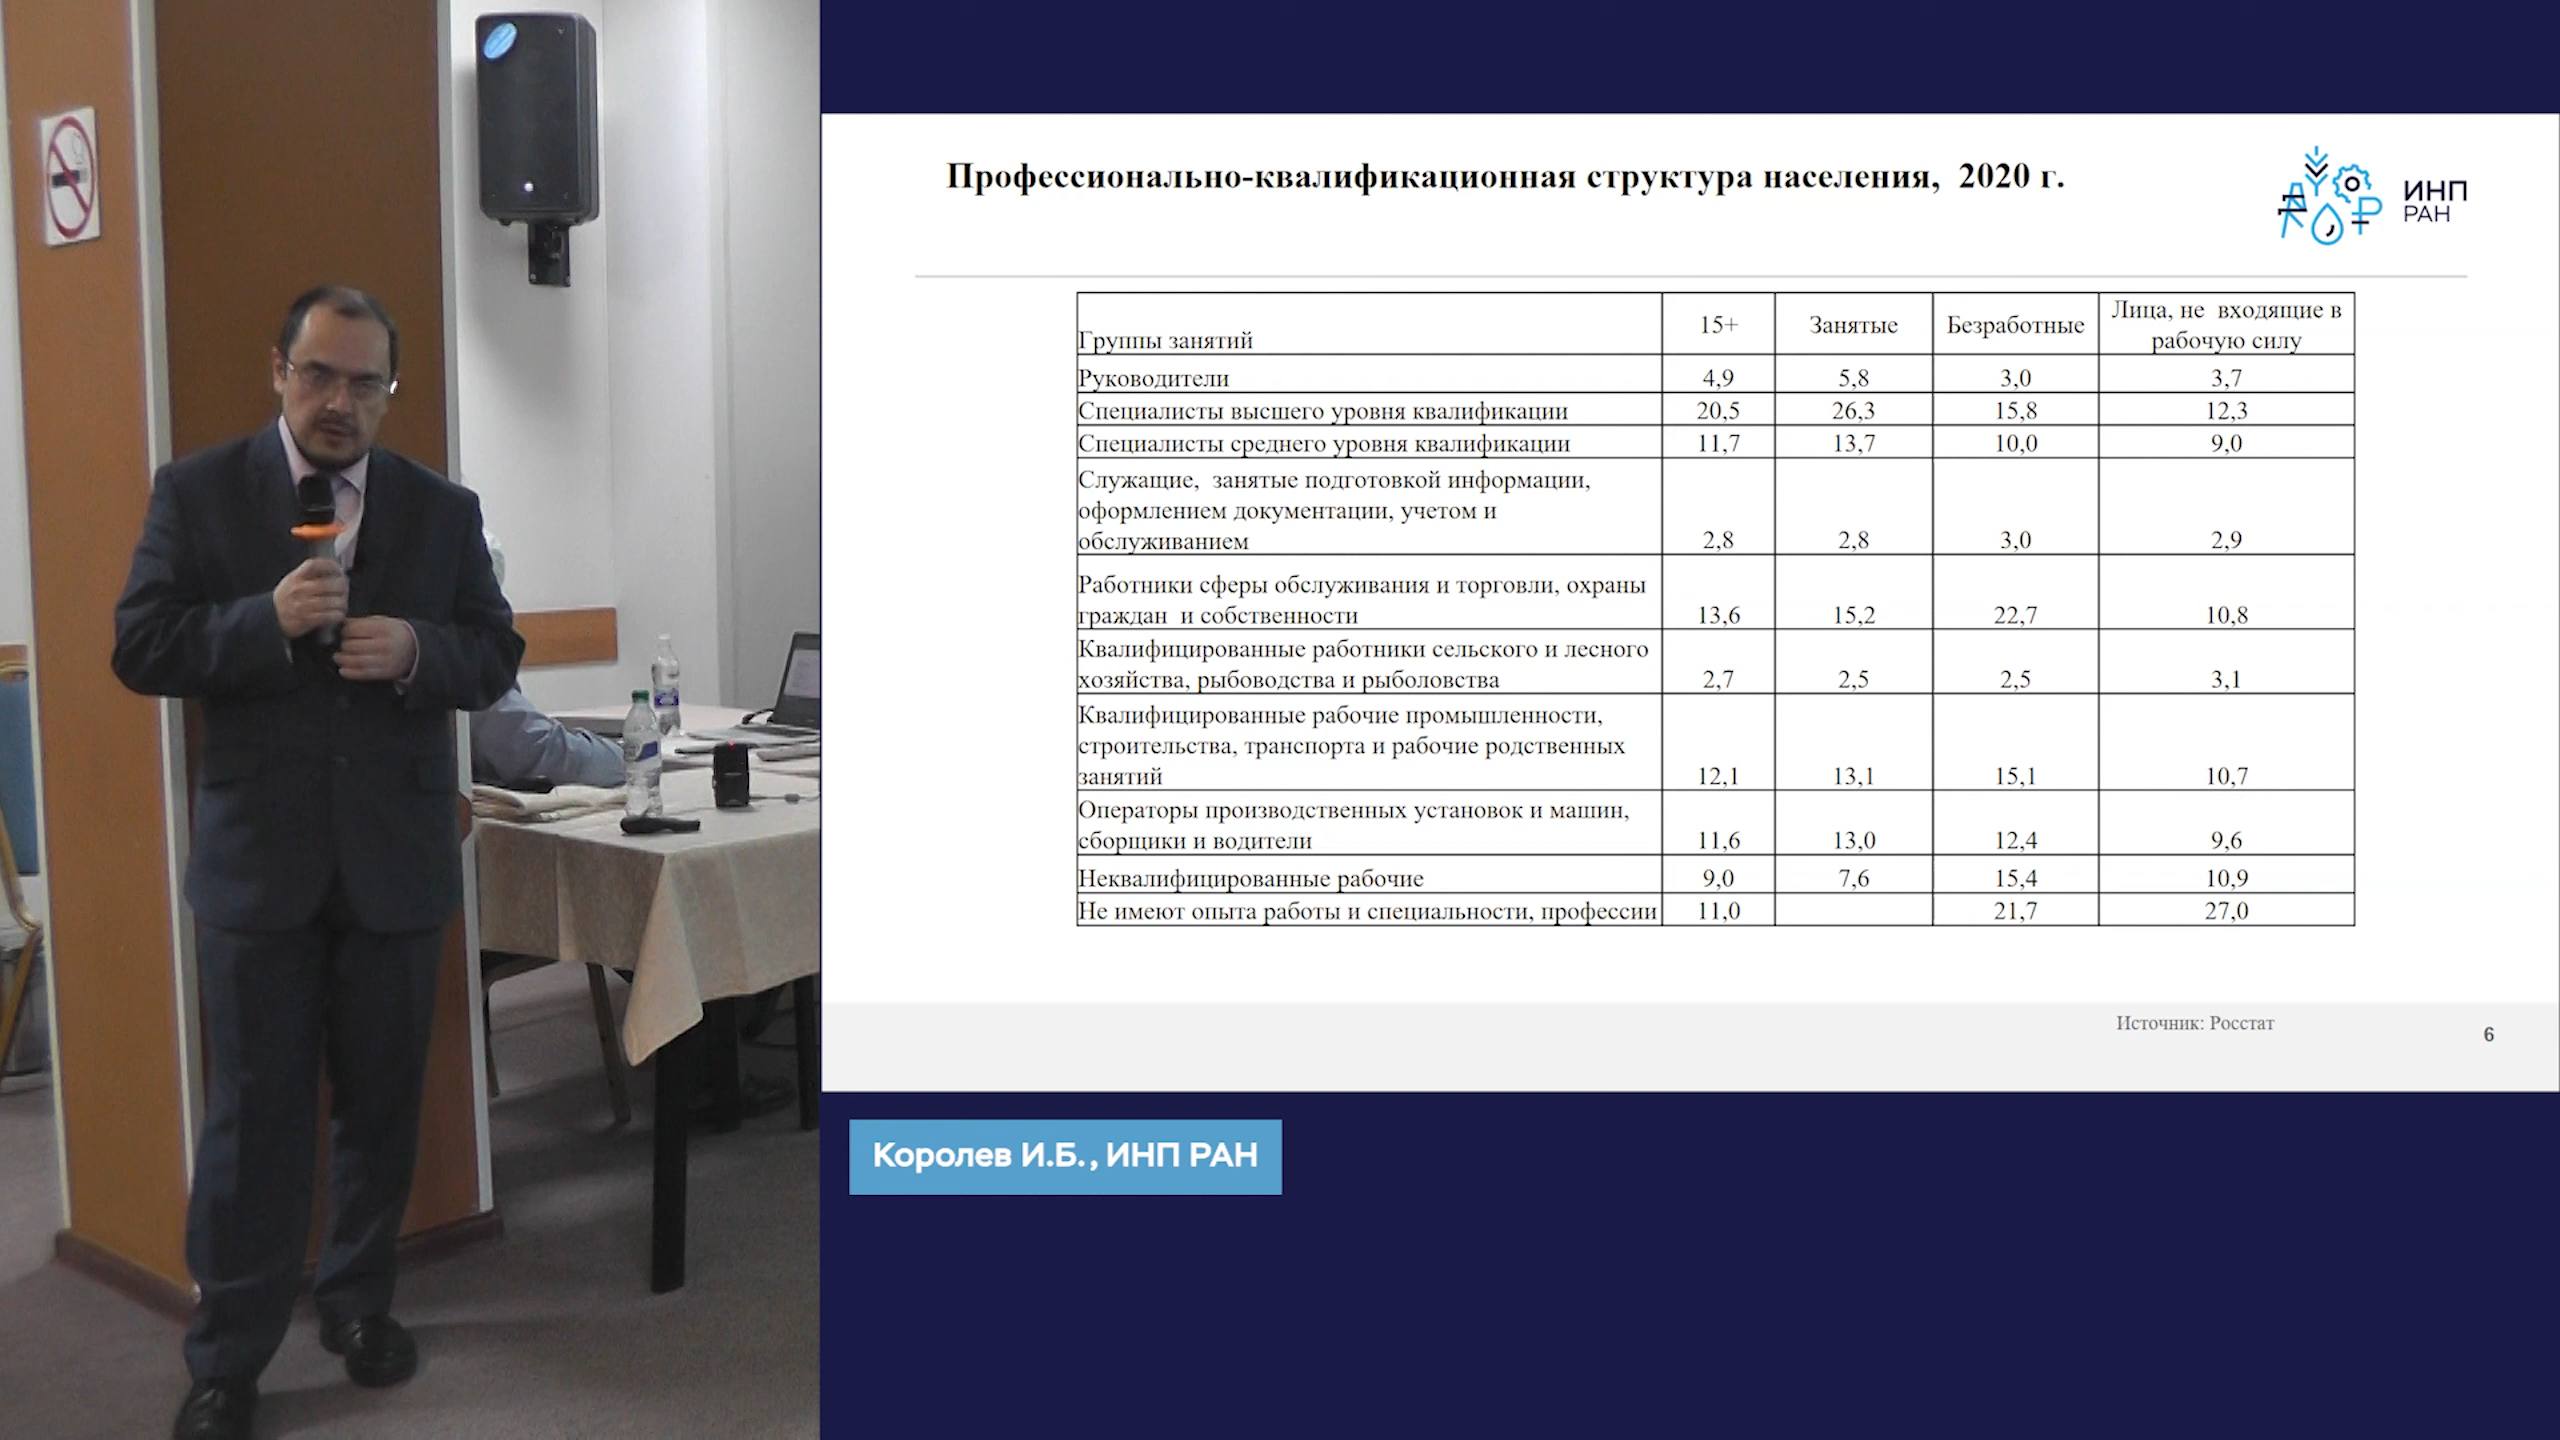 Профессионально-квалификационная структура населения, 2020 г.
ИНП
РАН
Группы занятий 15+ Занятые Безработные Лица, не входящие в рабочую силу
Руководители 4,9 5,8 3,0 3,7
Специалисты высшего уровня квалификации 20,5 26,3 15,8 12,3
Специалисты среднего уровня квалификации 11,7 13,7 10,0 9,0
Служащие, занятые подготовкой информации,
оформлением документации, учетом и
обслуживанием 2,8 2,8 3,0 2,9
Работники сферы обслуживания и торговли, охраны
граждан и собственности 13,6 15,2 22,7 10,8
Квалифицированные работники сельского и лесного
хозяйства, рыбоводства и рыболовства 2,7 2,5 2,5 3,1
Квалифицированные рабочие промышленности,
строительства, транспорта и рабочие родственных
занятий 12,1 13,1 15,1 10,7
Операторы производственных установок и машин,
сборщики и водители 11,6 13,0 12,4 9,6
Неквалифицированные рабочие 9,0 7,6 15,4 10,9
Не имеют опыта работы и специальности, профессии 11,0 21,7 27,0
Источник: Росстат
6
Королев И.Б., ИНП РАН